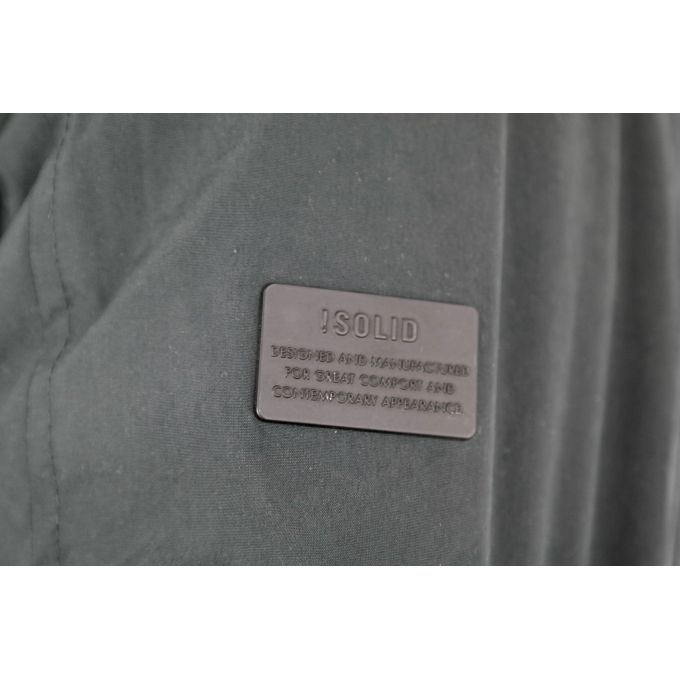 !SOLID
DESIGNED AND MANUFACTURED
FOR GREAT COMFORT AND
CONTEMPORARY APPEARANCE.